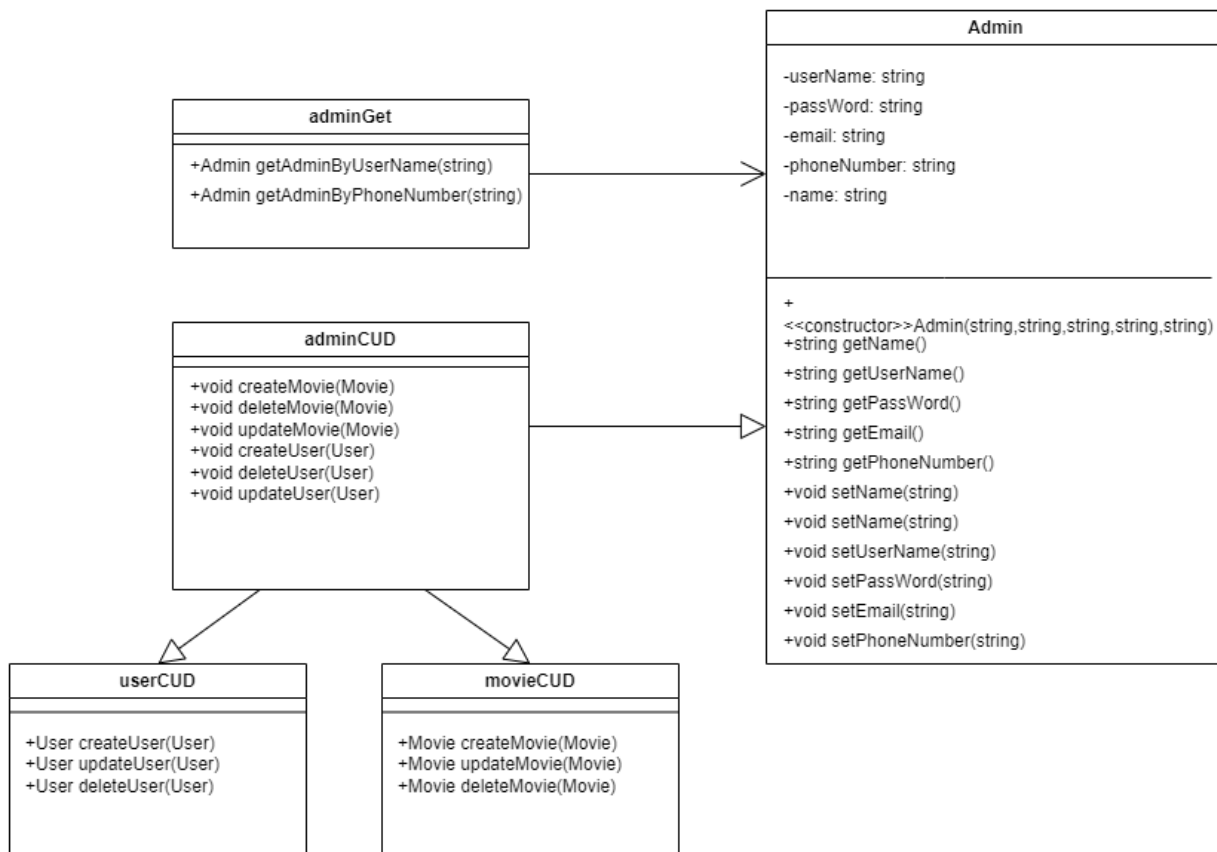 adminGet
+Admin getAdminByUserName(string)
+Admin getAdminByPhoneNumber(string)
Admin
-userName: string
-passWord: string
-email: string
-phoneNumber: string
-name: string
+
<<constructor>>Admin(string,string,string,string,string)
+string getName()
+string getUserName()
+string getPassWord()
+string getEmail()
+string getPhoneNumber()
+void setName(string)
+void setName(string)
+void setUserName(string)
+void setPassWord(string)
+void setEmail(string)
+void setPhoneNumber(string)
adminCUD
+void createMovie(Movie)
+void deleteMovie(Movie)
+void updateMovie(Movie)
+void createUser(User)
+void deleteUser(User)
+void updateUser(User)
userCUD
+User createUser(User)
+User updateUser(User)
+User deleteUser(User)
movieCUD
+Movie createMovie(Movie)
+Movie updateMovie(Movie)
+Movie deleteMovie(Movie)